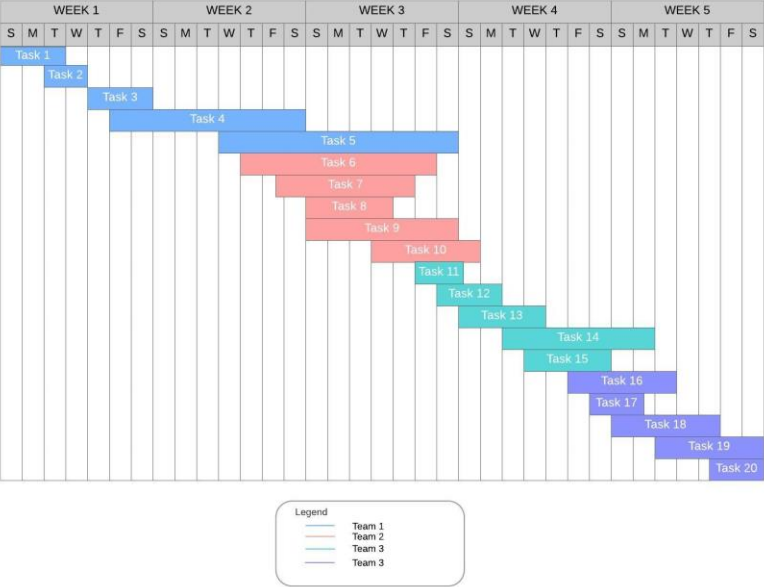 WEEK 1 WEEK 2 WEEK 3 WEEK 4 WEEK 5
S M T W T F S S M T W T F S S M T W T F S S M T W T F S S M T W T F S
Task 1
Task 2
Task 3
Task 4
Task 5
Task 6
Task 7
Task 8
Task 9
Task 10
Task 11
Task 12
Task 13
Task 14
Task 15
Task 16
Task 17
Task 18
Task 19
Task 20
Legend
Team 1
Team 2
Team 3
Team 3